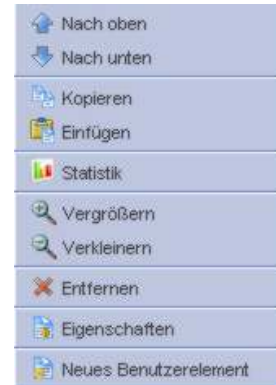 Nach oben
Nach unten
Kopieren
Einfügen
Statistik
Vergrößern
Verkleinern
Entfernen
Eigenschaften
Neues Benutzerelement